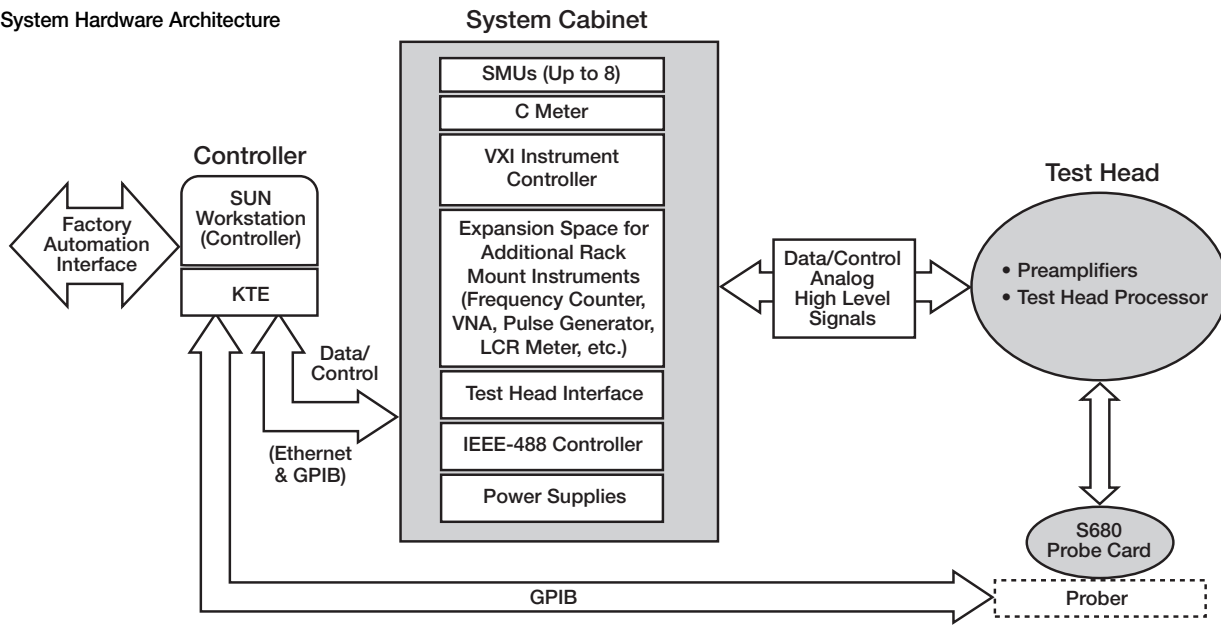 System Hardware Architecture
System Cabinet
SMUs (Up to 8)
C Meter
VXI Instrument
Controller
Expansion Space for
Additional Rack
Mount Instruments
(Frequency Counter,
VNA, Pulse Generator,
LCR Meter, etc.)
Test Head Interface
IEEE-488 Controller
Power Supplies
Controller
SUN
Workstation
(Controller)
KTE
Factory
Automation
Interface
Data/
Control
(Ethernet
& GPIB)
Data/Control
Analog
High Level
Signals
Test Head
• Preamplifiers
• Test Head Processor
S680
Probe Card
Prober
GPIB